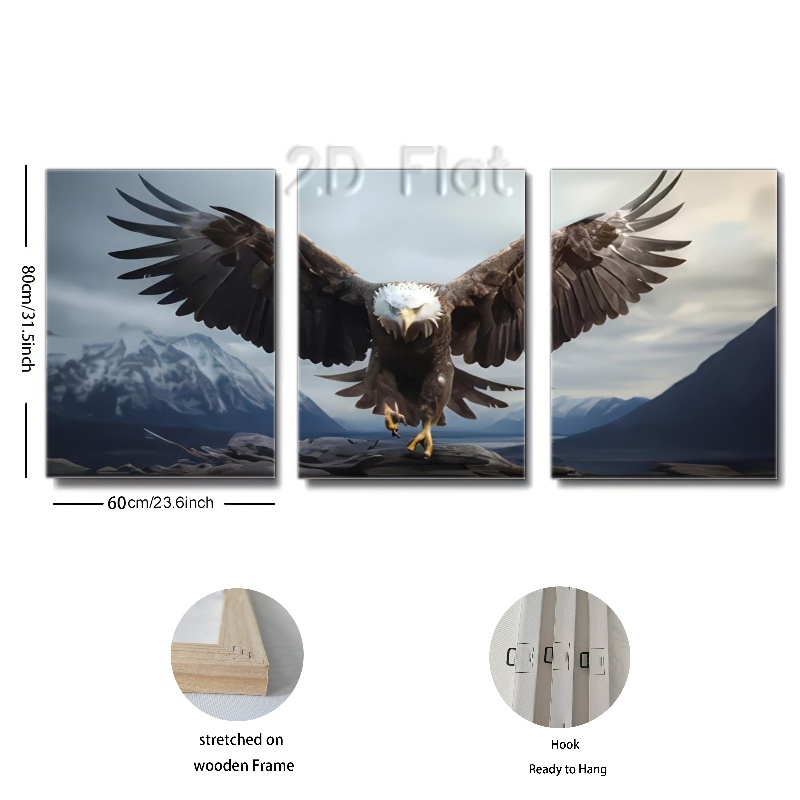 2D Flat
80cm/31.5inch
60cm/23.6inch
stretched on
wooden Frame
Hook
Ready to Hang